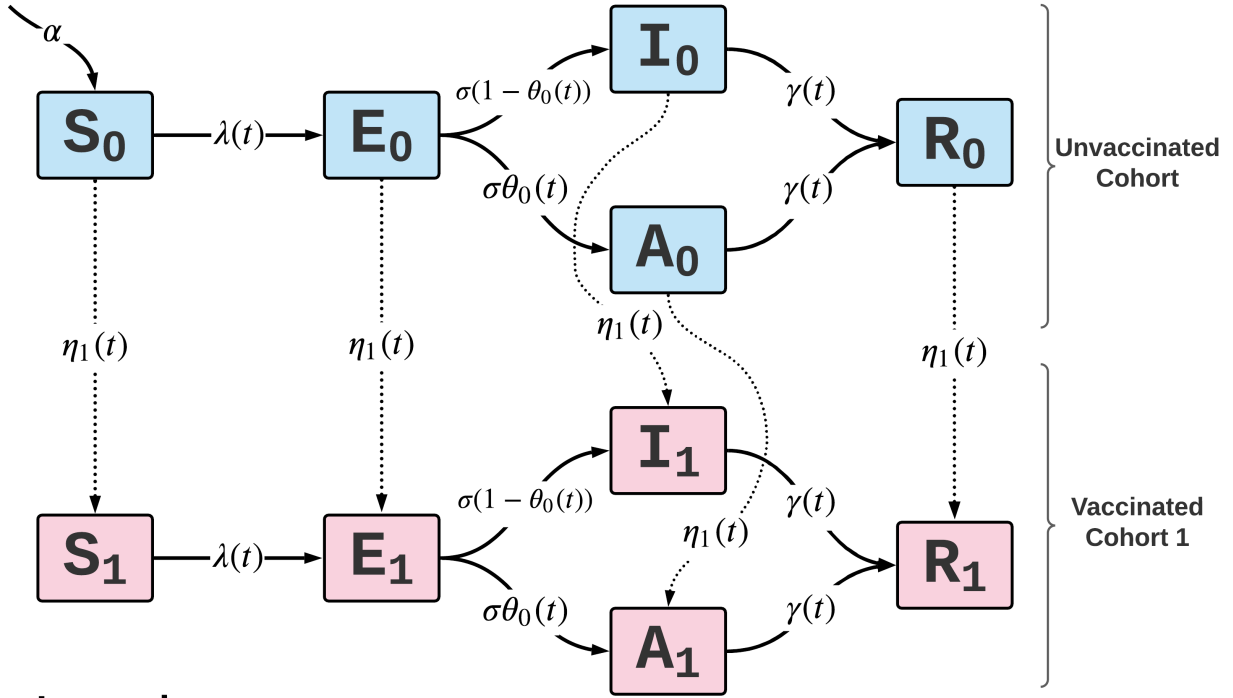 α
S₀
λ(t)
E₀
σ(1 − θ₀(t))
σθ₀(t)
I₀
A₀
γ(t)
γ(t)
R₀
Unvaccinated
Cohort
η₁(t)
η₁(t)
η₁(t)
η₁(t)
η₁(t)
S₁
λ(t)
E₁
σ(1 − θ₀(t))
σθ₀(t)
I₁
A₁
γ(t)
γ(t)
R₁
Vaccinated
Cohort 1